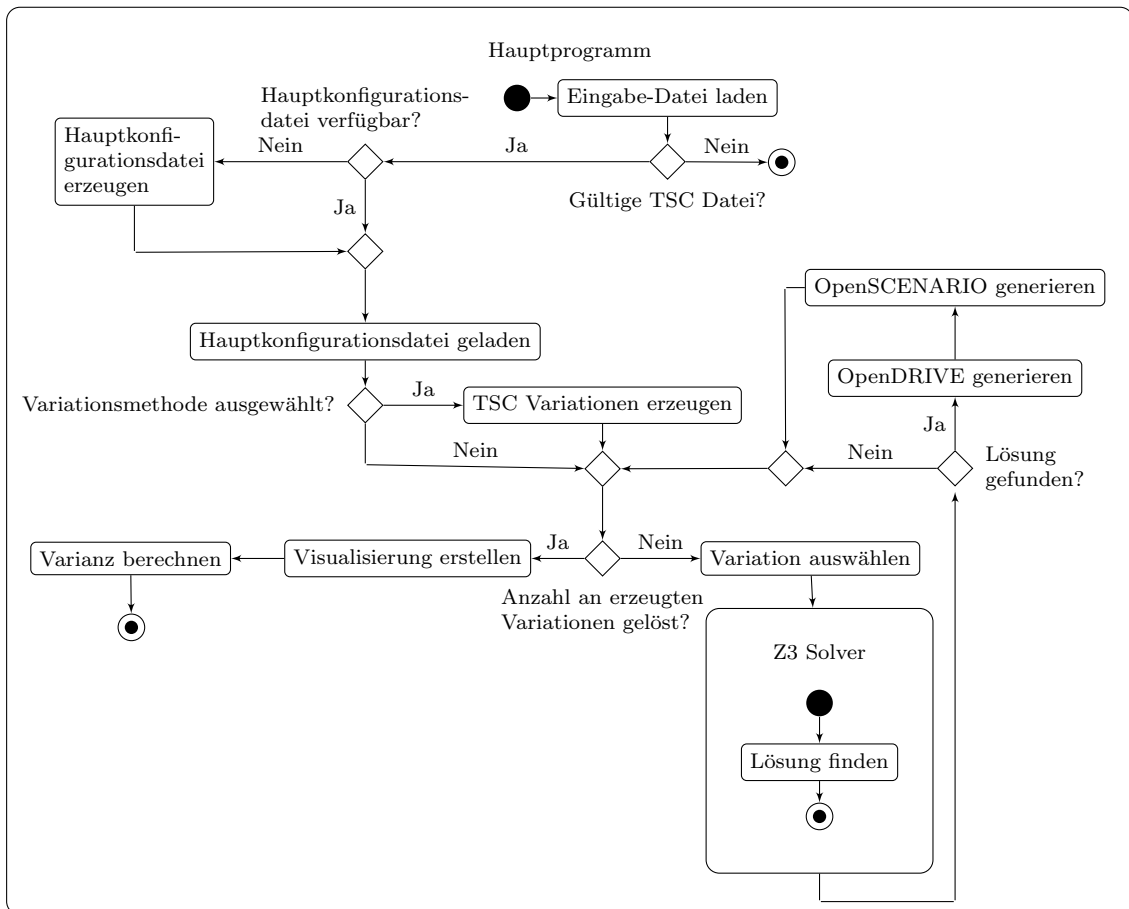 Hauptprogramm
Eingabe-Datei laden
Hauptkonfigurations-
datei verfügbar?
Hauptkonfi-
gurationsdatei
erzeugen
Nein
Ja
Nein
Gültige TSC Datei?
Ja
OpenSCENARIO generieren
Hauptkonfigurationsdatei geladen
OpenDRIVE generieren
Variationsmethode ausgewählt?
Ja
TSC Variationen erzeugen
Ja
Nein
Nein
Lösung
gefunden?
Varianz berechnen
Visualisierung erstellen
Ja
Nein
Variation auswählen
Anzahl an erzeugten
Variationen gelöst?
Z3 Solver
Lösung finden